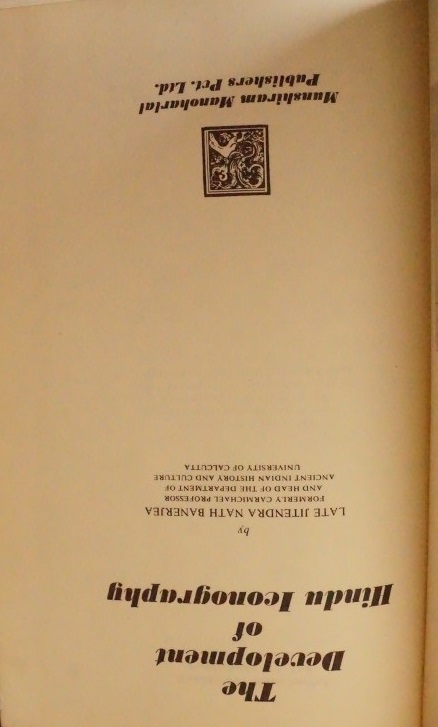 The
Development
of
Hindu Iconography
by
LATE JITENDRA NATH BANERJEA
FORMERLY CARMICHAEL PROFESSOR
AND HEAD OF THE DEPARTMENT OF
ANCIENT INDIAN HISTORY AND CULTURE
UNIVERSITY OF CALCUTTA
Munshiram Manoharlal
Publishers Pvt. Ltd.